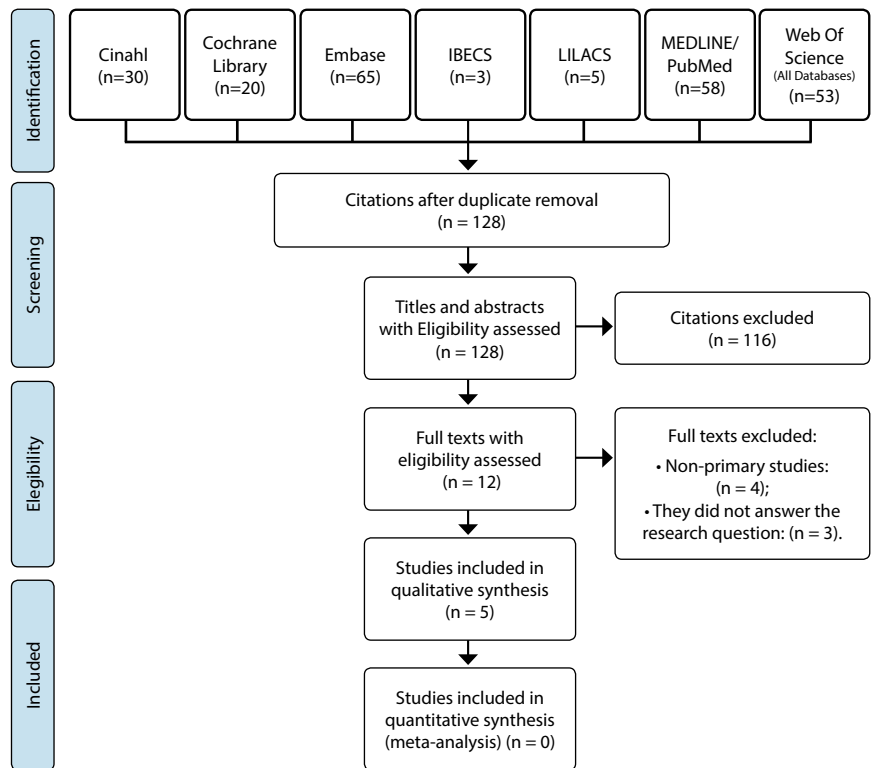 Identification
Cinahl
(n=30)
Cochrane
Library
(n=20)
Embase
(n=65)
IBECS
(n=3)
LILACS
(n=5)
MEDLINE/
PubMed
(n=58)
Web Of
Science
(All Databases)
(n=53)
Screening
Citations after duplicate removal
(n = 128)
Titles and abstracts
with Eligibility assessed
(n = 128)
Citations excluded
(n = 116)
Elegibility
Full texts with
eligibility assessed
(n = 12)
Full texts excluded:
• Non-primary studies:
(n = 4);
• They did not answer the
research question: (n = 3).
Included
Studies included in
qualitative synthesis
(n = 5)
Studies included in
quantitative synthesis
(meta-analysis) (n = 0)